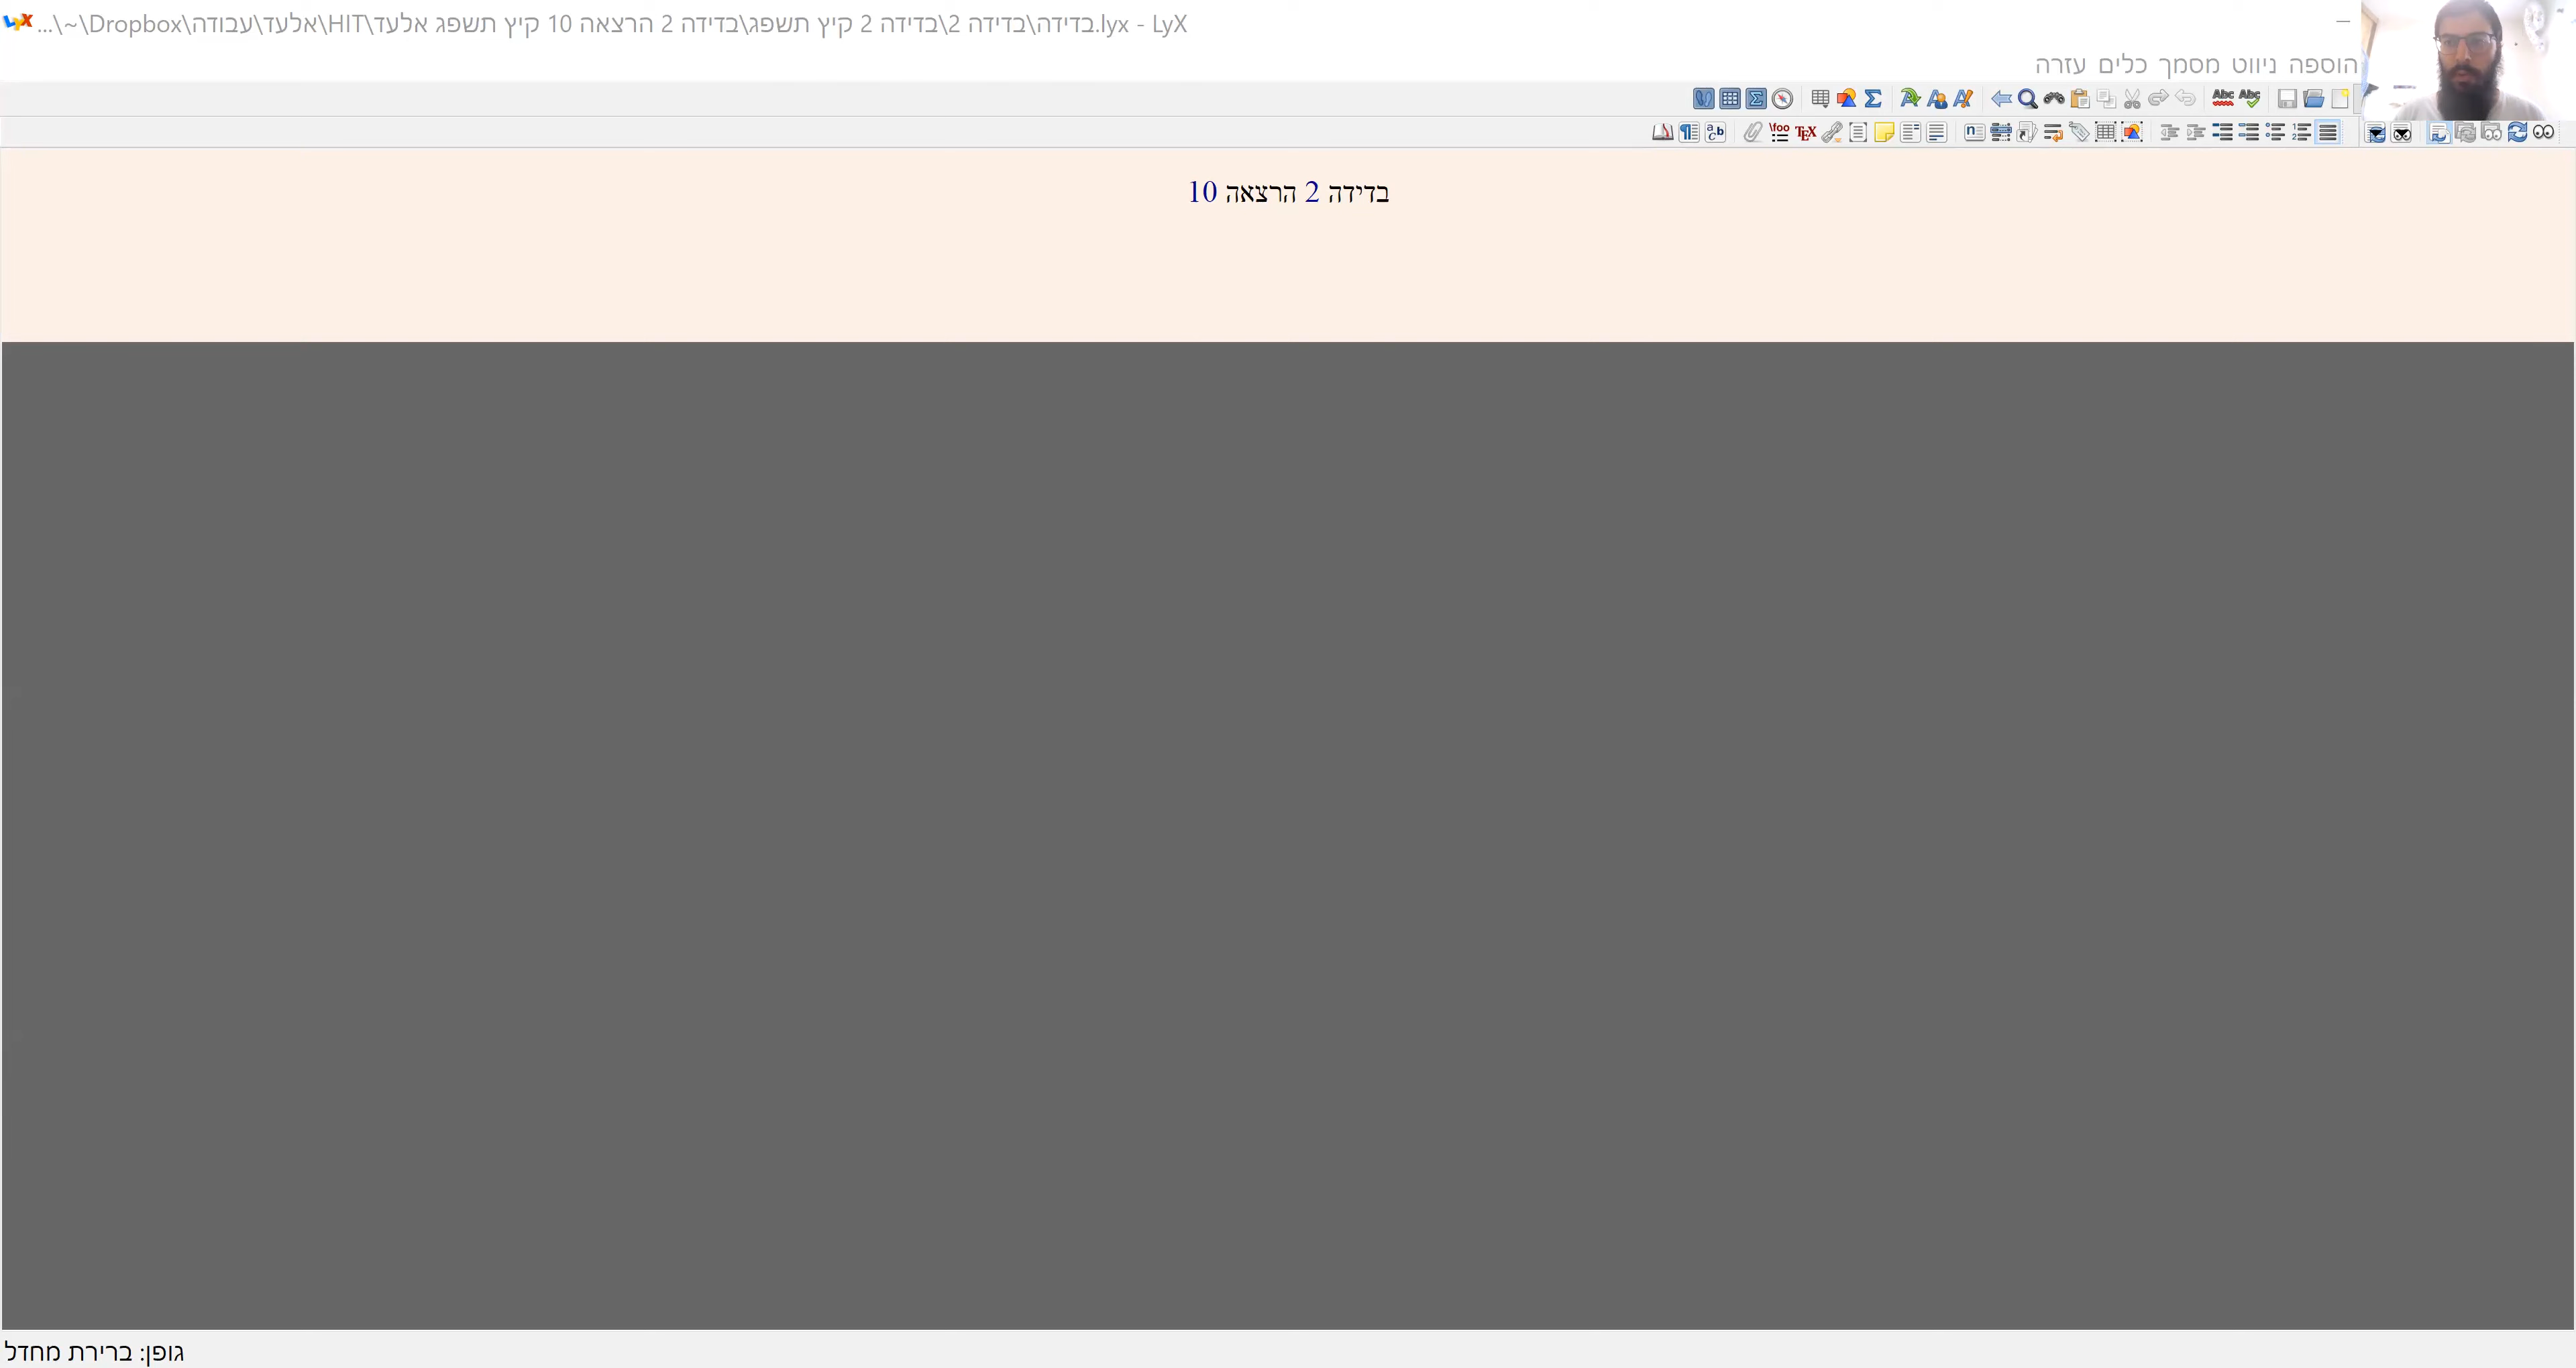 ...\~\Dropbox\עבודה\אלעד\HIT\בדידה\בדידה 2\בדידה 2 קיץ תשפג\בדידה 2 הרצאה 10 קיץ תשפג אלעד.lyx - LyX
הוספה ניווט מסמך כלים עזרה
בדידה 2 הרצאה 10
גופן: ברירת מחדל